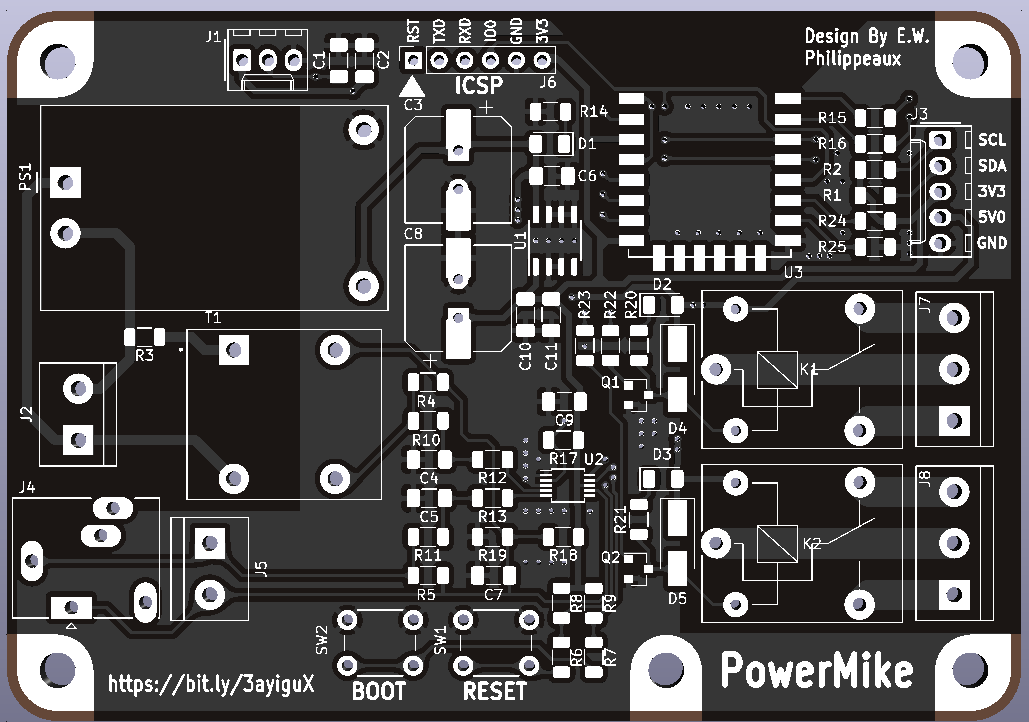 J1
C1
C2
RST
TXD
RXD
IO0
GND
3V3
ICSP
J6
Design By E.W.
Philippeaux
C3
R14
D1
C6
U1
R15
R16
R2
R1
R24
R25
J3
SCL
SDA
3V3
5V0
GND
U3
PS1
C8
T1
R3
C10
C11
R23
R22
R20
D2
K1
J7
J2
R4
R10
C9
Q1
D4
R17
U2
D3
C4
R12
C5
R13
R11
R19
R18
R21
Q2
K2
J8
J4
J5
R5
C7
R8
R9
D5
SW2
SW1
R6
R7
https://bit.ly/3ayiguX
BOOT
RESET
PowerMike